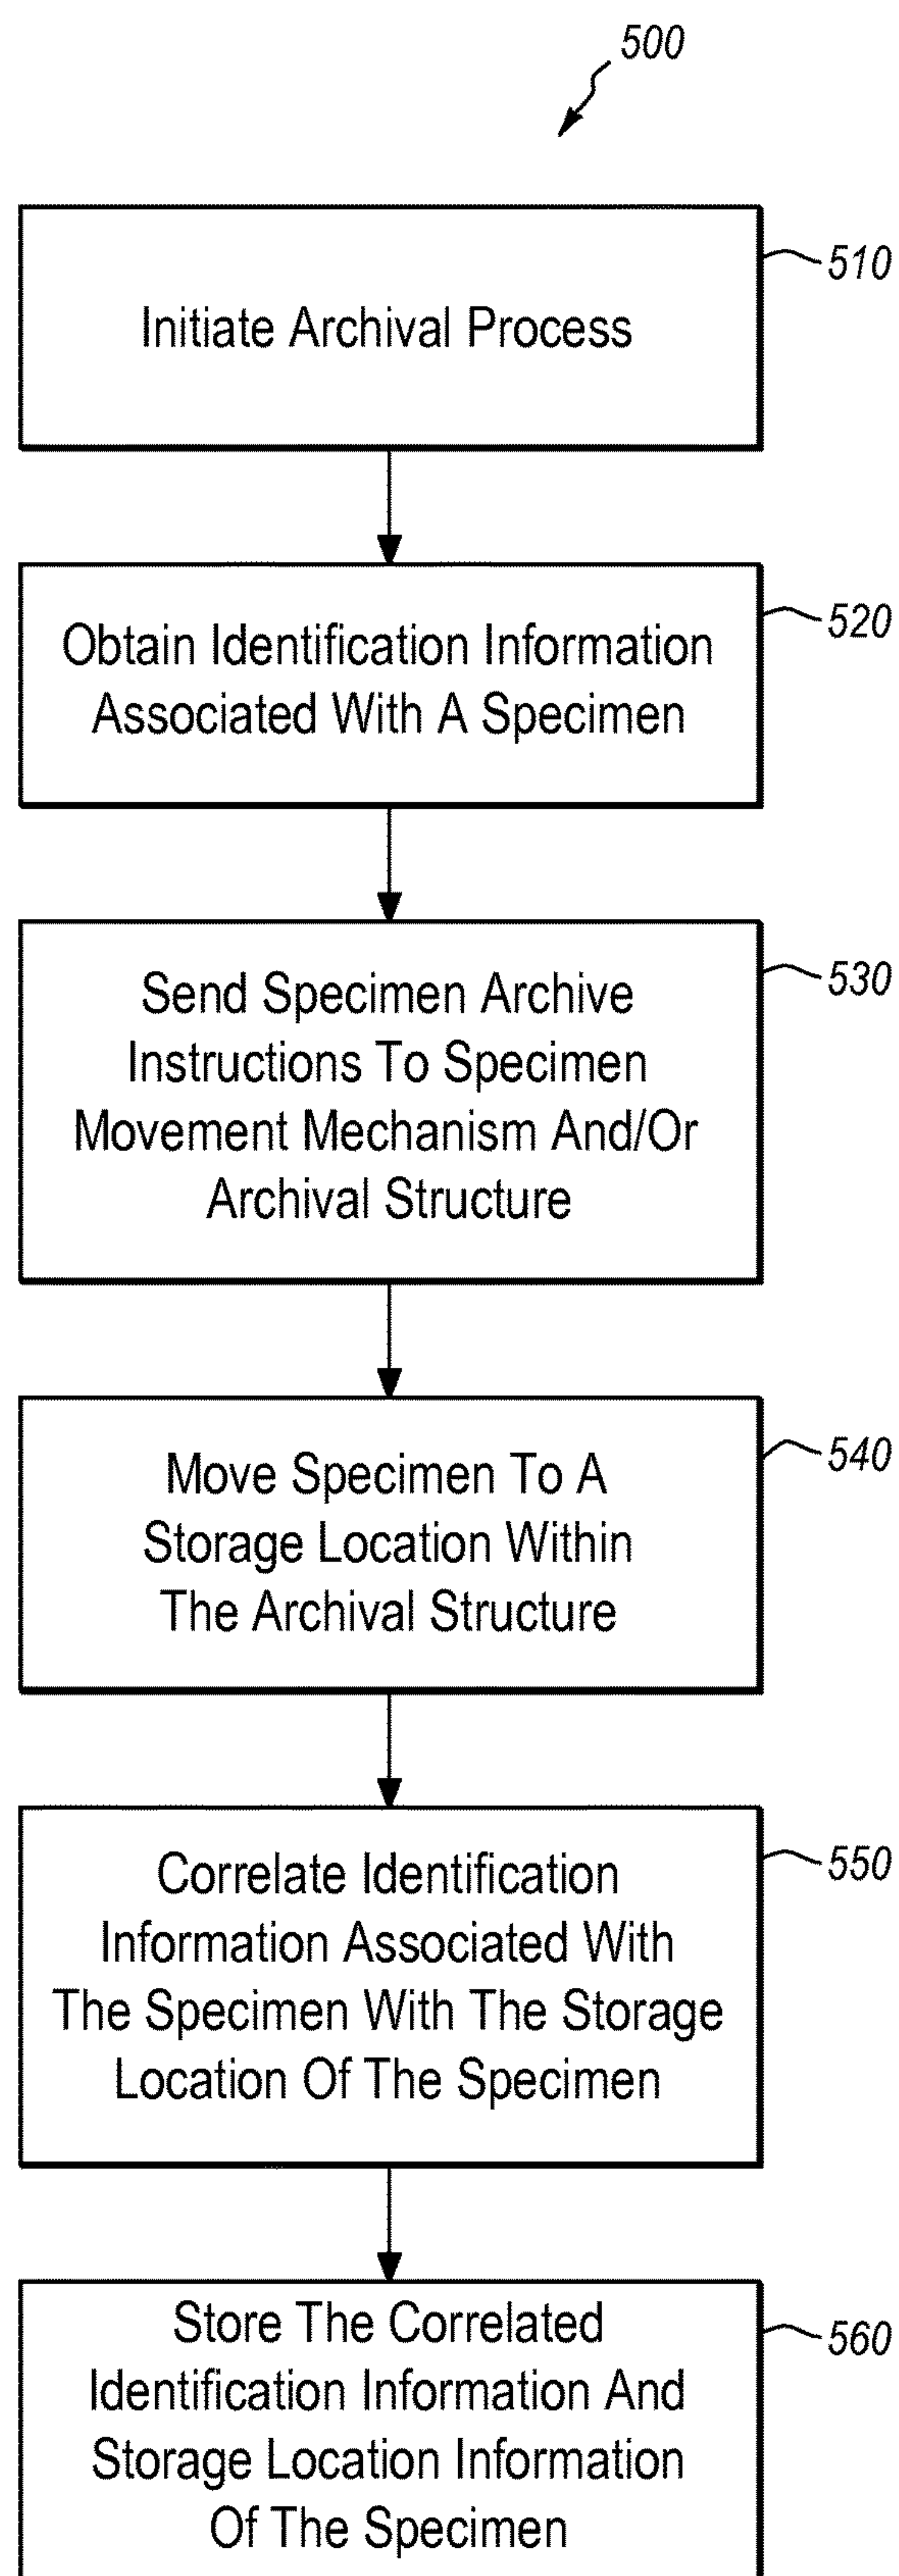 500
Initiate Archival Process
510
Obtain Identification Information
Associated With A Specimen
520
Send Specimen Archive
Instructions To Specimen
Movement Mechanism And/Or
Archival Structure
530
Move Specimen To A
Storage Location Within
The Archival Structure
540
Correlate Identification
Information Associated With
The Specimen With The Storage
Location Of The Specimen
550
Store The Correlated
Identification Information And
Storage Location Information
Of The Specimen
560